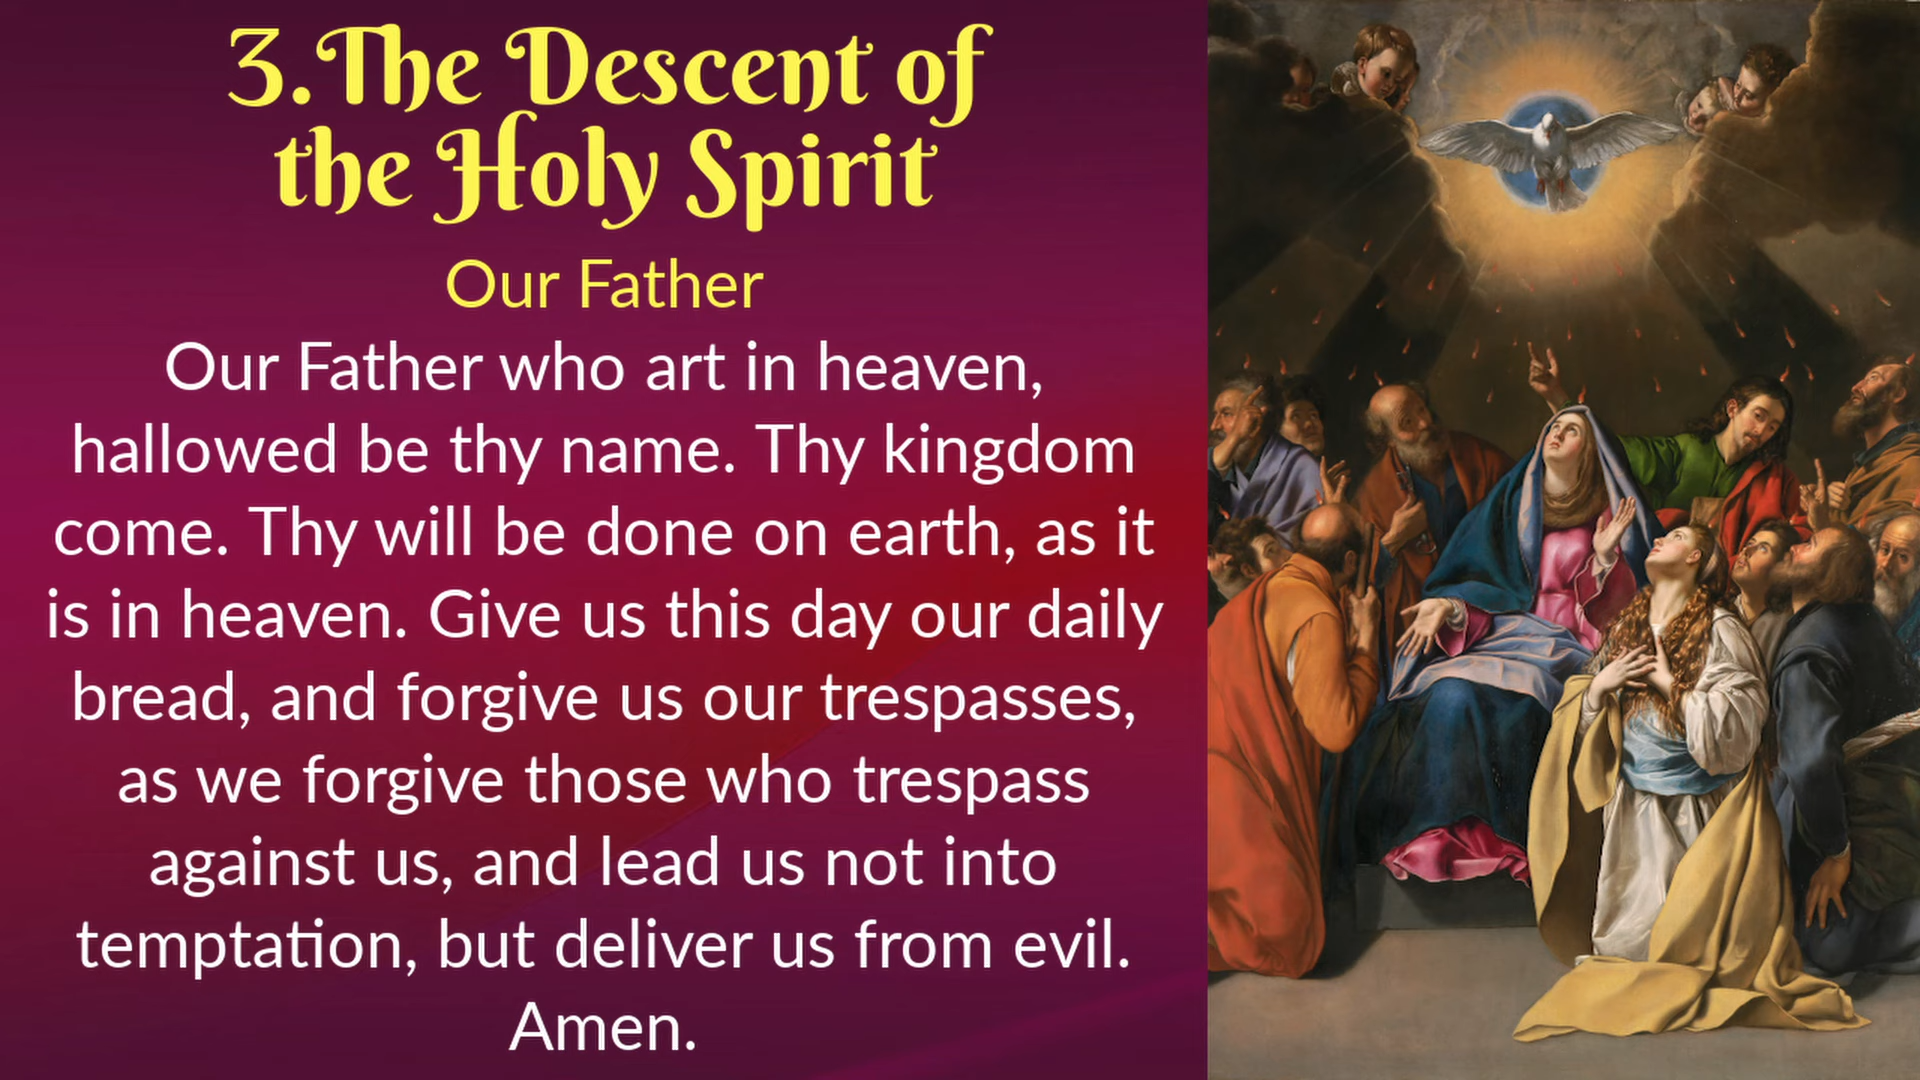 3.The Descent of
the Holy Spirit
Our Father
Our Father who art in heaven,
hallowed be thy name. Thy kingdom
come. Thy will be done on earth, as it
is in heaven. Give us this day our daily
bread, and forgive us our trespasses,
as we forgive those who trespass
against us, and lead us not into
temptation, but deliver us from evil.
Amen.